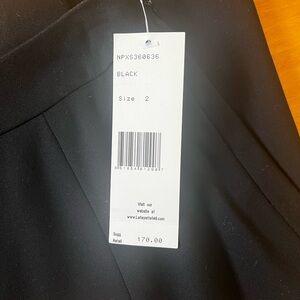 NPXS360636
BLACK
Size 2
Visit our
website at
www.Lafayette148.com
Sugg
Retail 170.00